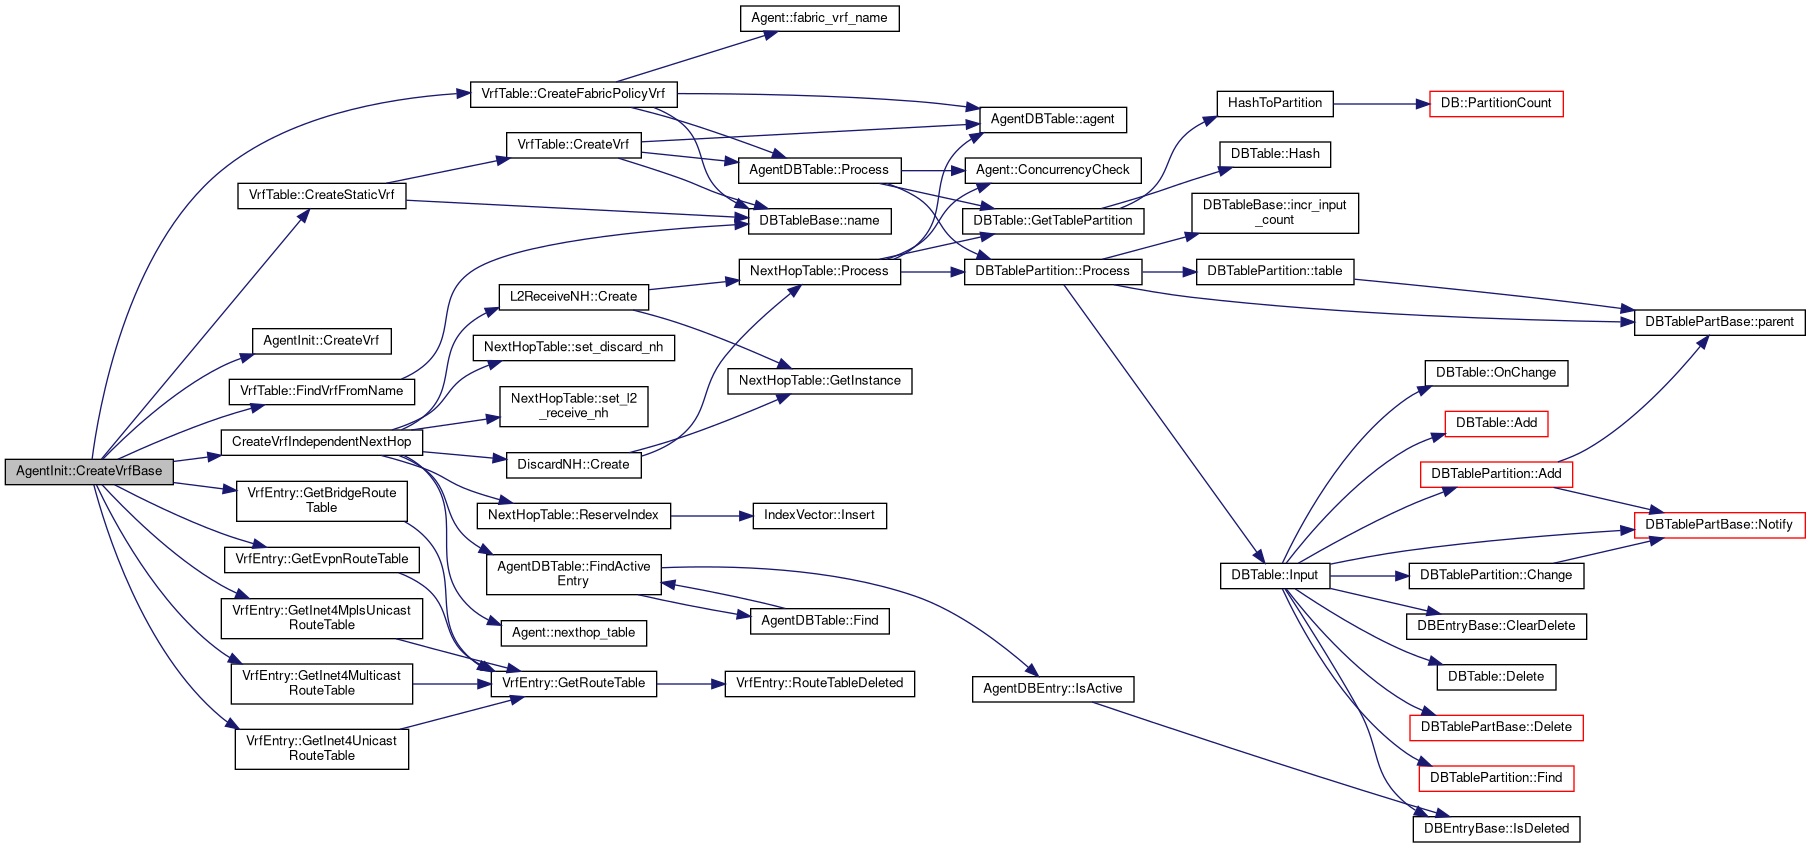 Agent::fabric_vrf_name
VrfTable::CreateFabricPolicyVrf
HashToPartition
DB::PartitionCount
AgentDBTable::agent
VrfTable::CreateVrf
DBTable::Hash
AgentDBTable::Process
Agent::ConcurrencyCheck
VrfTable::CreateStaticVrf
DBTableBase::name
DBTable::GetTablePartition
DBTableBase::incr_input
_count
NextHopTable::Process
DBTablePartition::Process
DBTablePartition::table
L2ReceiveNH::Create
DBTablePartBase::parent
AgentInit::CreateVrf
NextHopTable::set_discard_nh
NextHopTable::GetInstance
DBTable::OnChange
VrfTable::FindVrfFromName
NextHopTable::set_l2
_receive_nh
DBTable::Add
CreateVrfIndependentNextHop
AgentInit::CreateVrfBase
DiscardNH::Create
DBTablePartition::Add
VrfEntry::GetBridgeRoute
Table
NextHopTable::ReserveIndex
IndexVector::Insert
DBTablePartBase::Notify
VrfEntry::GetEvpnRouteTable
AgentDBTable::FindActive
Entry
DBTable::Input
DBTablePartition::Change
VrfEntry::GetInet4MplsUnicast
RouteTable
AgentDBTable::Find
DBEntryBase::ClearDelete
Agent::nexthop_table
VrfEntry::GetInet4Multicast
RouteTable
VrfEntry::GetRouteTable
VrfEntry::RouteTableDeleted
AgentDBEntry::IsActive
DBTable::Delete
VrfEntry::GetInet4Unicast
RouteTable
DBTablePartBase::Delete
DBTablePartition::Find
DBEntryBase::IsDeleted